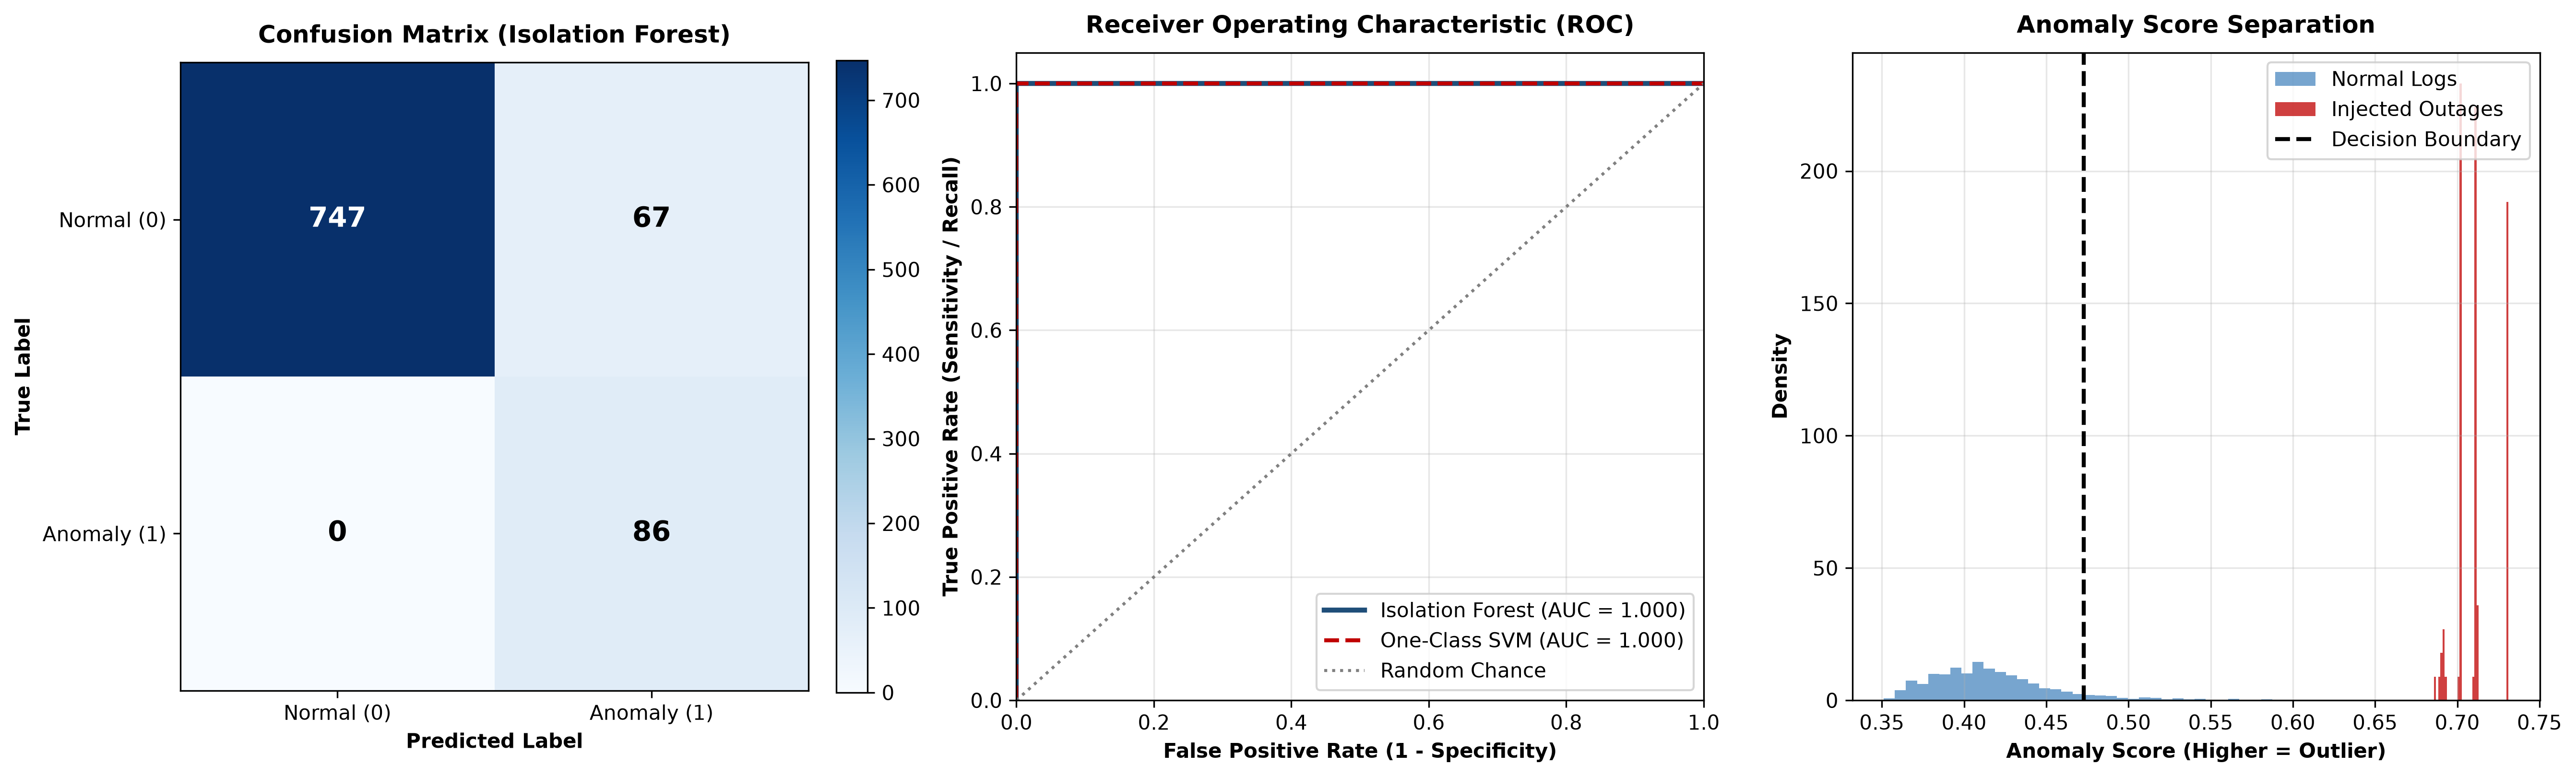 Confusion Matrix (Isolation Forest)
True Label
Normal (0)
Anomaly (1)
747
67
0
86
Normal (0)
Anomaly (1)
Predicted Label
700
600
500
400
300
200
100
0
Receiver Operating Characteristic (ROC)
True Positive Rate (Sensitivity / Recall)
1.0
0.8
0.6
0.4
0.2
0.0
Isolation Forest (AUC = 1.000)
One-Class SVM (AUC = 1.000)
Random Chance
0.0
0.2
0.4
0.6
0.8
1.0
False Positive Rate (1 - Specificity)
Anomaly Score Separation
Normal Logs
Injected Outages
Decision Boundary
Density
200
150
100
50
0
0.35
0.40
0.45
0.50
0.55
0.60
0.65
0.70
0.75
Anomaly Score (Higher = Outlier)